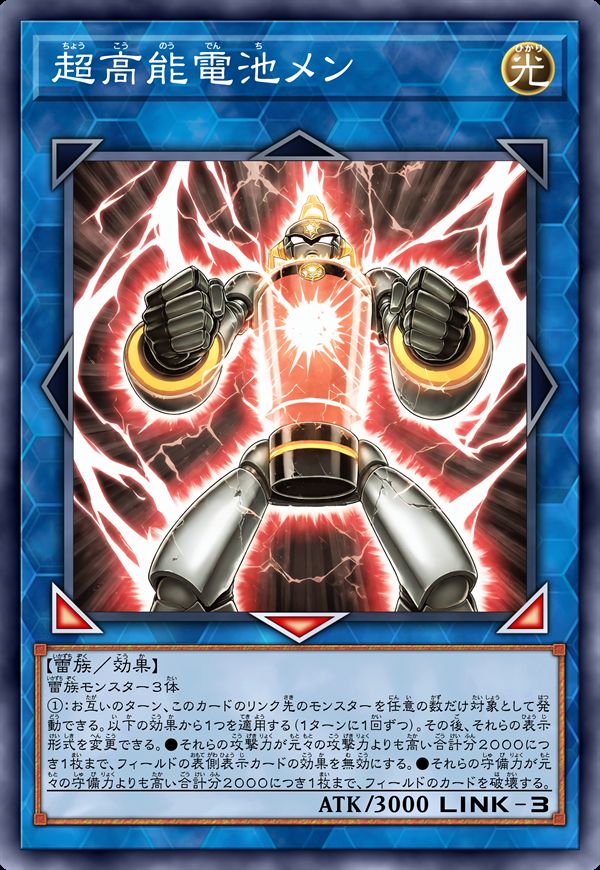 超高能電池メン
光
【雷族/効果】
雷族モンスター3体
①:お互いのターン、このカードのリンク先のモンスターを任意の数だけ対象として発
動できる。以下の効果から1つを適用する(1ターンに1回ずつ)。その後、それらの表示
形式を変更できる。●それらの攻撃力が元々の攻撃力よりも高い合計分2000につ
き1枚まで、フィールドの表側表示カードの効果を無効にする。●それらの守備力が元
々の守備力よりも高い合計分2000につき1枚まで、フィールドのカードを破壊する。
ATK/3000 LINK-3